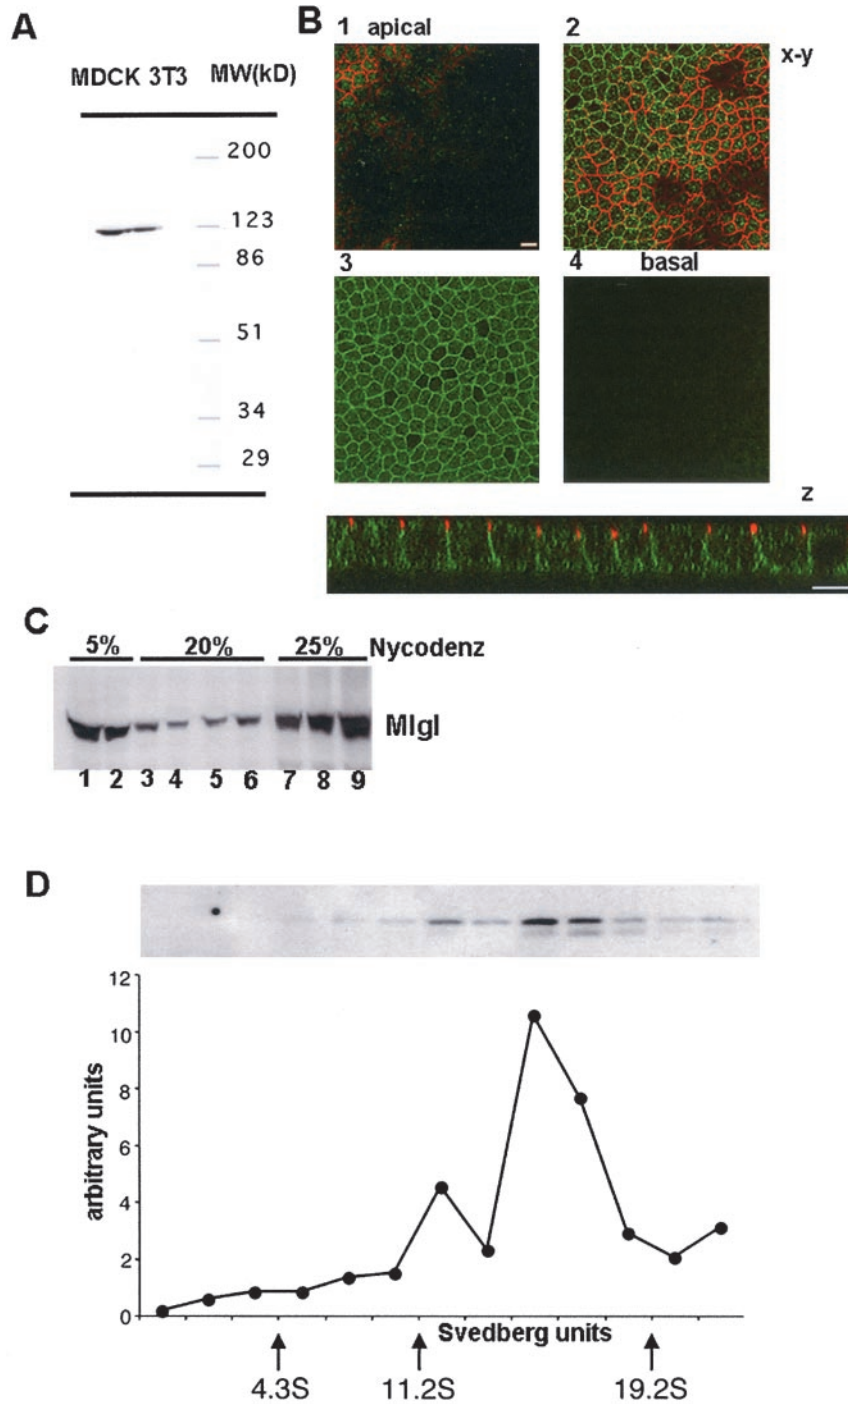 A
MDCK 3T3 MW(kD)
200
123
86
51
34
29
B
1 apical
2
x-y
3
4 basal
z
C
5% 20% 25% Nycodenz
Mlgl
1 2 3 4 5 6 7 8 9
D
12
10
8
6
4
2
0
arbitrary units
Svedberg units
4.3S 11.2S 19.2S